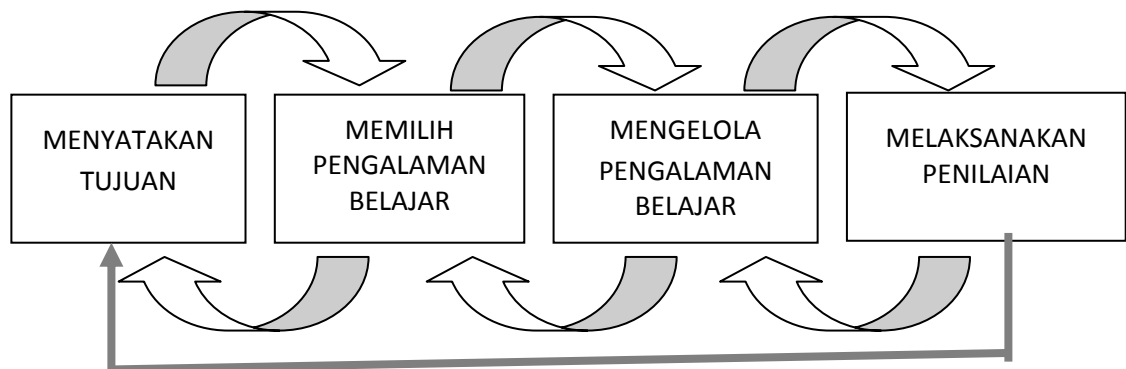 MENYATAKAN
TUJUAN
MEMILIH
PENGALAMAN
BELAJAR
MENGELOLA
PENGALAMAN
BELAJAR
MELAKSANAKAN
PENILAIAN